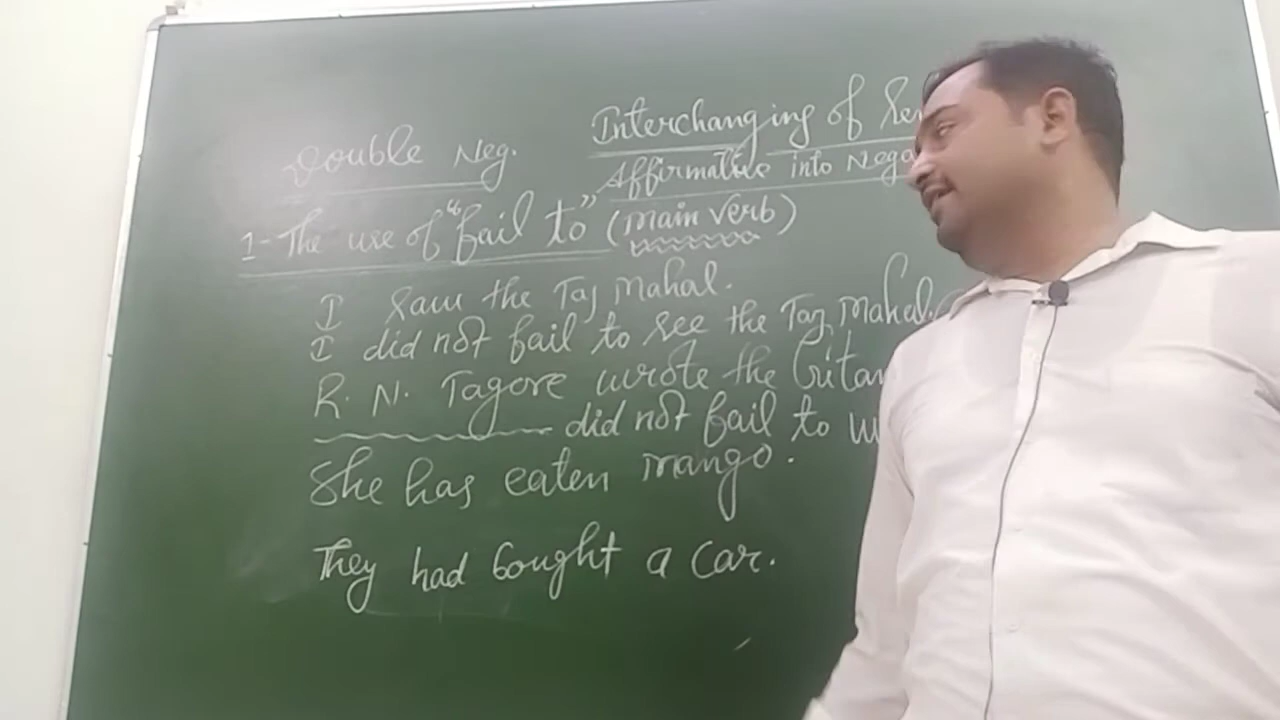 Interchanging of Sen
Double Neg.
Affirmative into Nega
1- The use of "fail to" (main verb)
I saw the Taj Mahal.
I did not fail to see the Taj Mahal.
R. N. Tagore wrote the Gitan
did not fail to w
She has eaten mango.
They had bought a car.